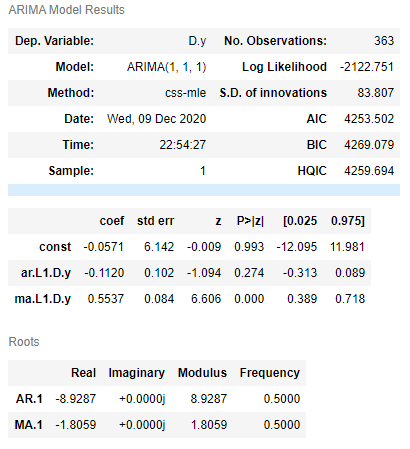 ARIMA Model Results
Dep. Variable: D.y No. Observations: 363
Model: ARIMA(1, 1, 1) Log Likelihood -2122.751
Method: css-mle S.D. of innovations 83.807
Date: Wed, 09 Dec 2020 AIC 4253.502
Time: 22:54:27 BIC 4269.079
Sample: 1 HQIC 4259.694
coef std err z P>|z| [0.025 0.975]
const -0.0571 6.142 -0.009 0.993 -12.095 11.981
ar.L1.D.y -0.1120 0.102 -1.094 0.274 -0.313 0.089
ma.L1.D.y 0.5537 0.084 6.606 0.000 0.389 0.718
Roots
Real Imaginary Modulus Frequency
AR.1 -8.9287 +0.0000j 8.9287 0.5000
MA.1 -1.8059 +0.0000j 1.8059 0.5000